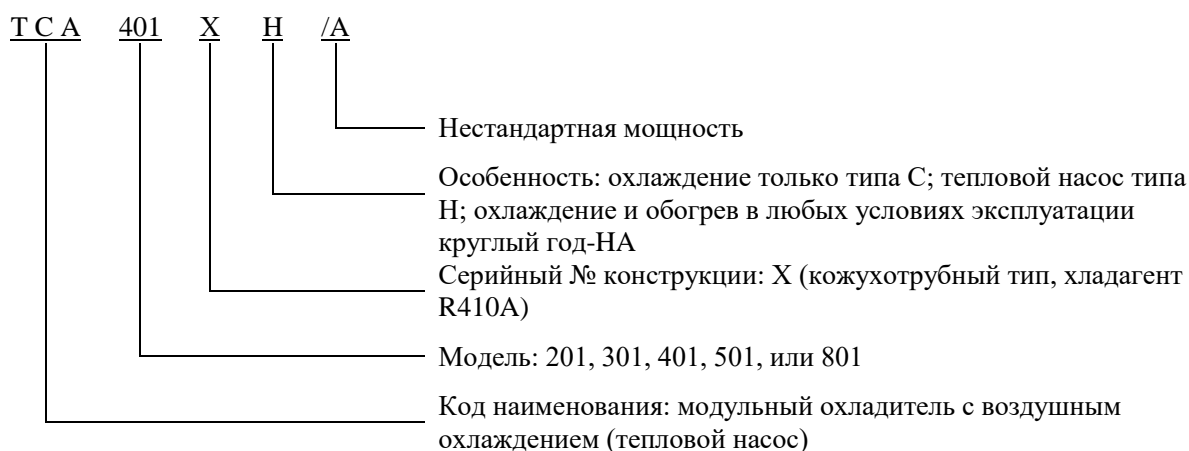 T C A 401 X H /A
Нестандартная мощность
Особенность: охлаждение только типа C; тепловой насос типа
H; охлаждение и обогрев в любых условиях эксплуатации
круглый год-HA
Серийный № конструкции: X (кожухотрубный тип, хладагент
R410A)
Модель: 201, 301, 401, 501, или 801
Код наименования: модульный охладитель с воздушным
охлаждением (тепловой насос)